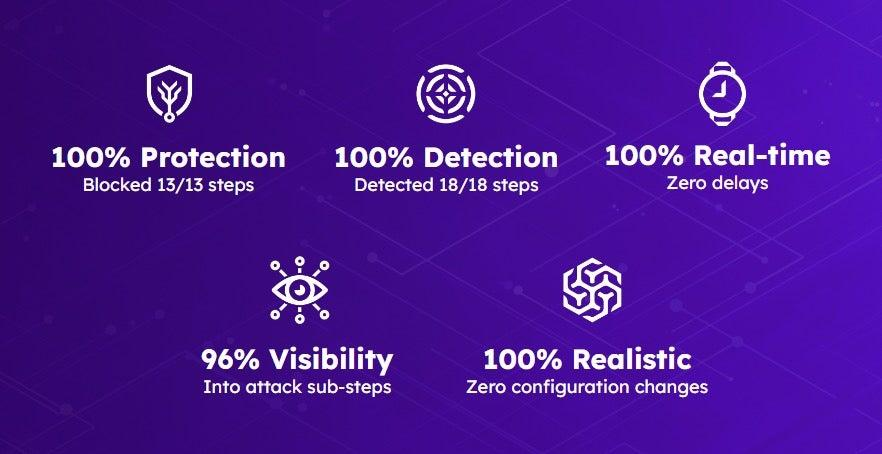 100% Protection
Blocked 13/13 steps
100% Detection
Detected 18/18 steps
100% Real-time
Zero delays
96% Visibility
Into attack sub-steps
100% Realistic
Zero configuration changes